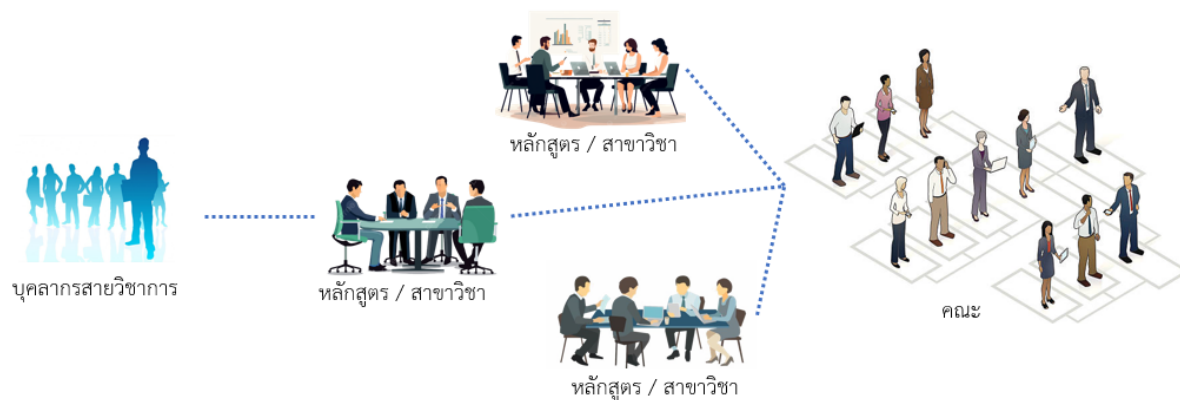 หลักสูตร / สาขาวิชา
บุคลากรสายวิชาการ
หลักสูตร / สาขาวิชา
คณะ
หลักสูตร / สาขาวิชา